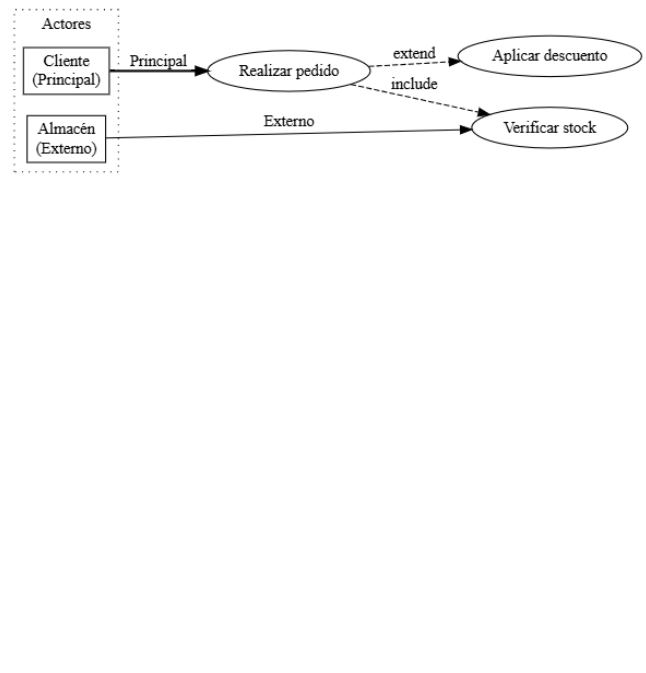 Actores
Cliente
(Principal)
Principal
Realizar pedido
extend
Aplicar descuento
include
Almacén
(Externo)
Externo
Verificar stock